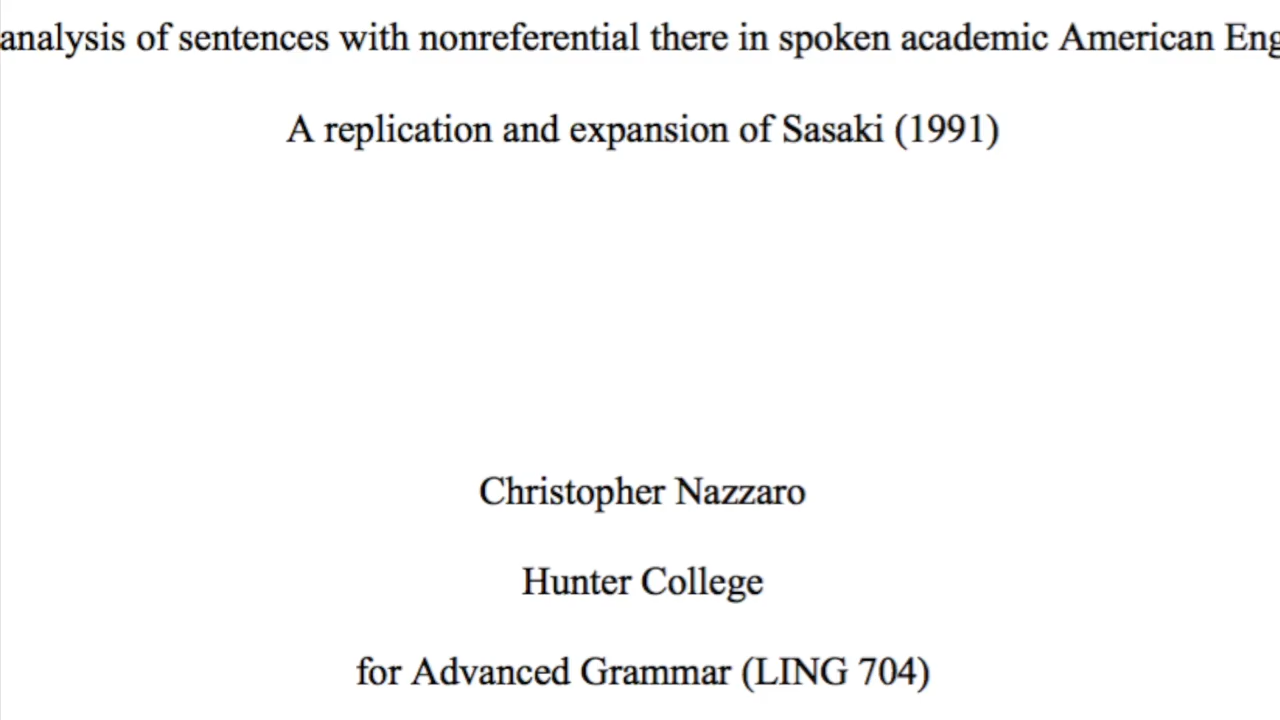 analysis of sentences with nonreferential there in spoken academic American Eng
A replication and expansion of Sasaki (1991)
Christopher Nazzaro
Hunter College
for Advanced Grammar (LING 704)